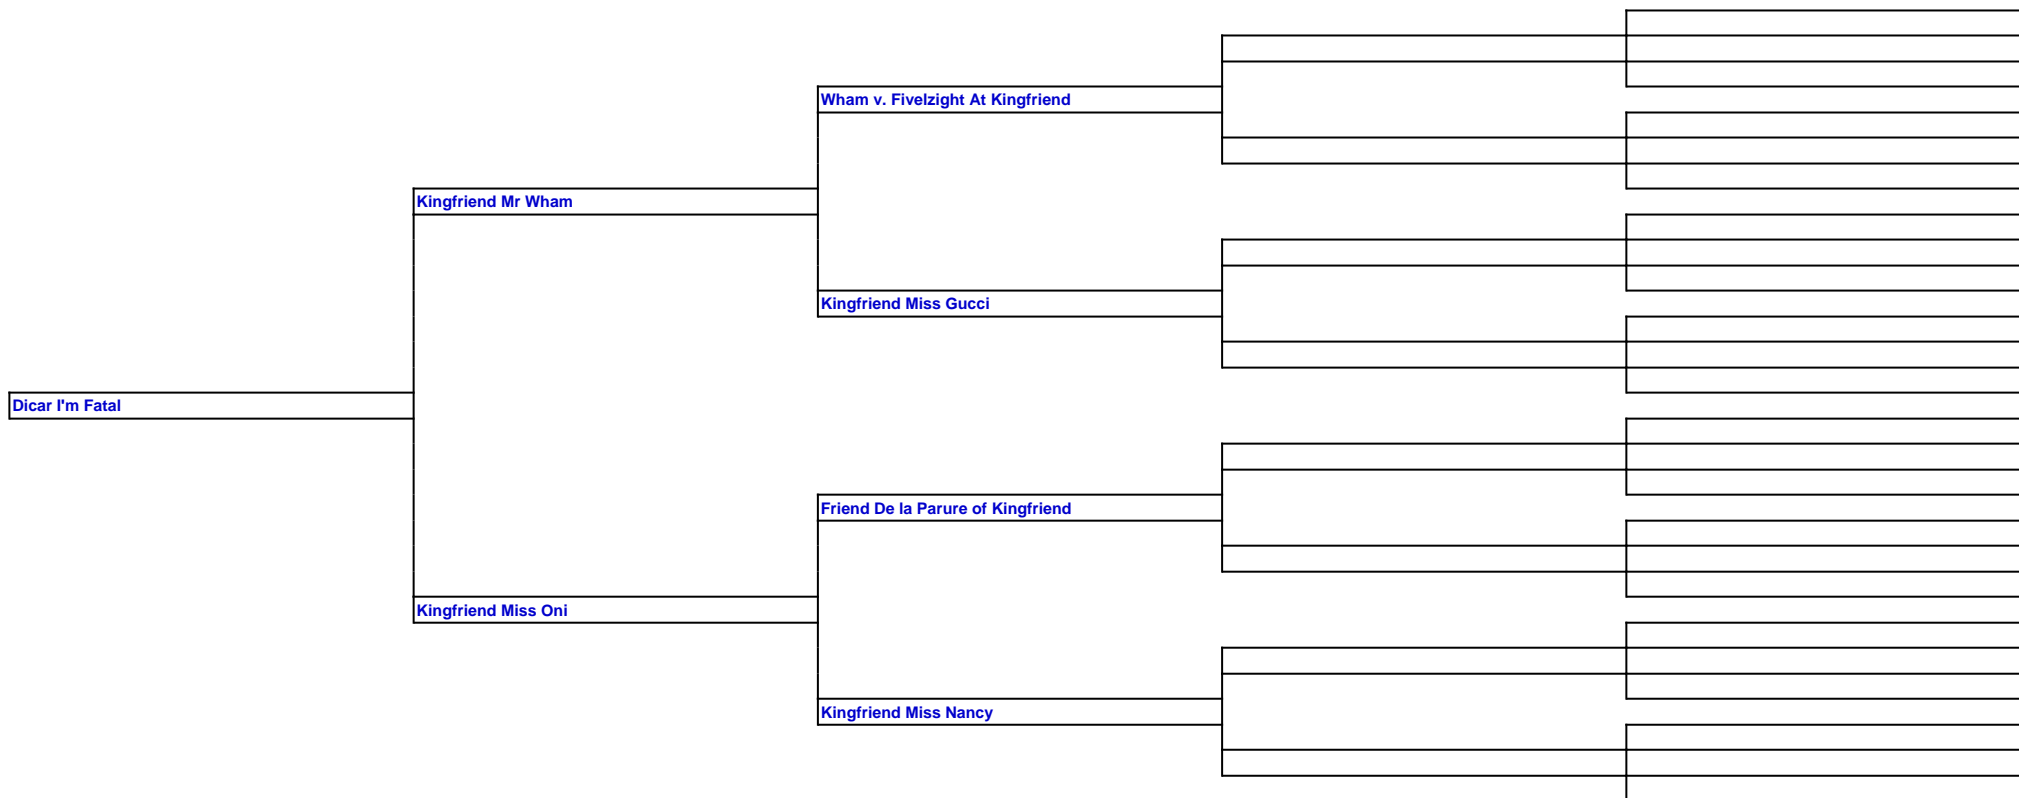 Wham v. Fivelzight At Kingfriend
Kingfriend Mr Wham
Kingfriend Miss Gucci
Dicar I'm Fatal
Friend De la Parure of Kingfriend
Kingfriend Miss Oni
Kingfriend Miss Nancy